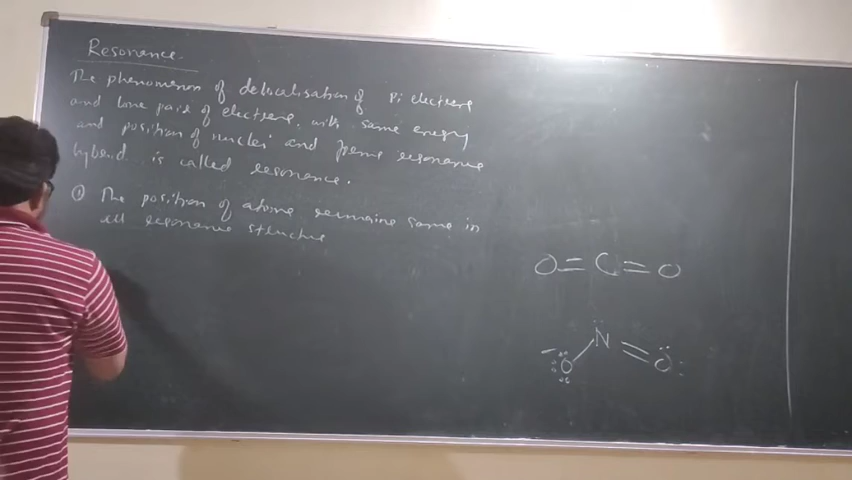 Resonance.
The phenomenon of delocalisation of Pi electrons
and lone pair of electrons, with same energy
and position of nuclei and forms resonance
hybrid is called resonance.
① The position of atoms remains same in
all resonance structure
O=C=O
N
⁻O O